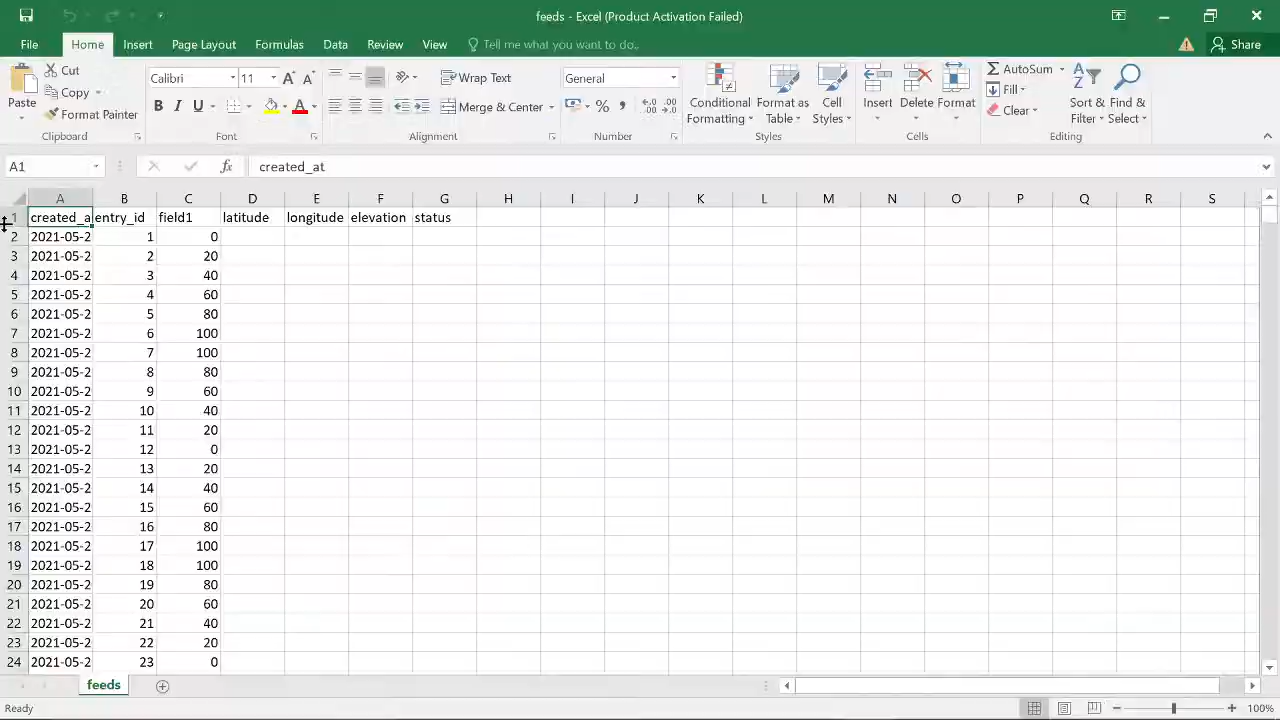 feeds - Excel (Product Activation Failed)
File Home Insert Page Layout Formulas Data Review View Tell me what you want to do... Share
Paste Cut Copy Format Painter
Calibri 11
B I U
Wrap Text
Merge & Center
General
Conditional Formatting
Format as Table
Cell Styles
Insert Delete Format
AutoSum
Fill
Clear
Sort & Filter
Find & Select
Clipboard Font Alignment Number Styles Cells Editing
A1 fx created_at
A B C D E F G H I J K L M N O P Q R S
1 created_a entry_id field1 latitude longitude elevation status
2 2021-05-2 1 0
3 2021-05-2 2 20
4 2021-05-2 3 40
5 2021-05-2 4 60
6 2021-05-2 5 80
7 2021-05-2 6 100
8 2021-05-2 7 100
9 2021-05-2 8 80
10 2021-05-2 9 60
11 2021-05-2 10 40
12 2021-05-2 11 20
13 2021-05-2 12 0
14 2021-05-2 13 20
15 2021-05-2 14 40
16 2021-05-2 15 60
17 2021-05-2 16 80
18 2021-05-2 17 100
19 2021-05-2 18 100
20 2021-05-2 19 80
21 2021-05-2 20 60
22 2021-05-2 21 40
23 2021-05-2 22 20
24 2021-05-2 23 0
feeds
Ready 100%